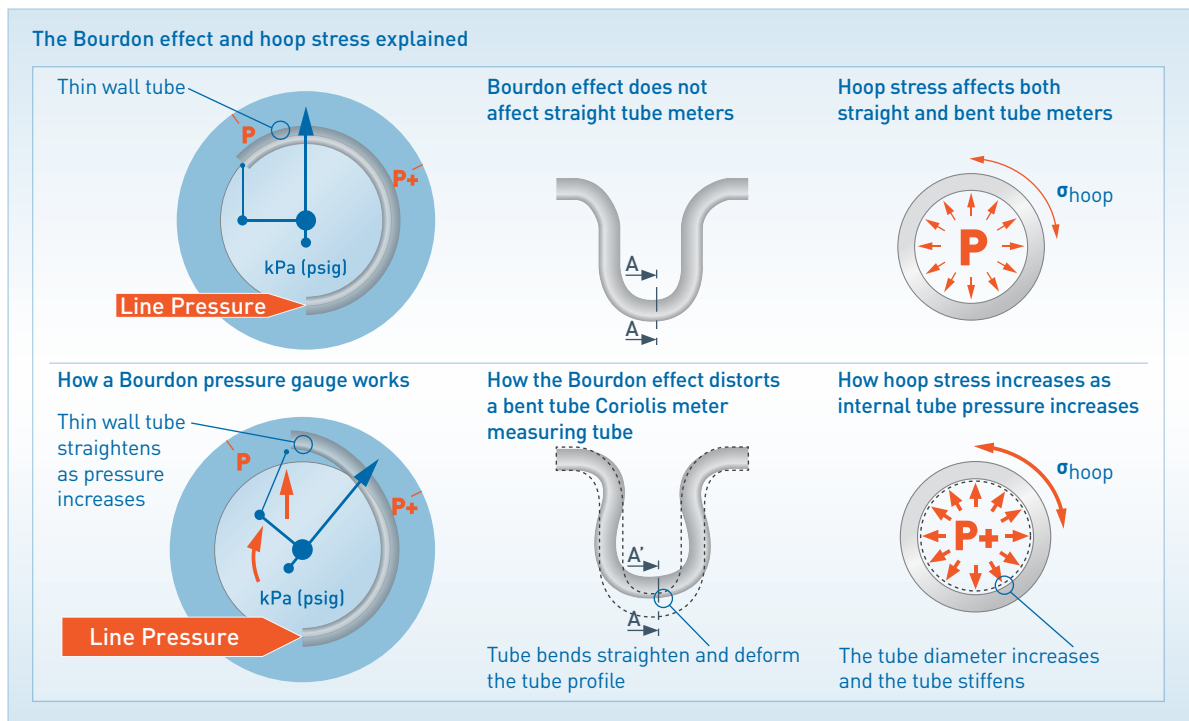 The Bourdon effect and hoop stress explained
Thin wall tube
P
P+
kPa (psig)
Line Pressure
Bourdon effect does not
affect straight tube meters
A
A
Hoop stress affects both
straight and bent tube meters
σhoop
P
How a Bourdon pressure gauge works
Thin wall tube
straightens
as pressure
increases
P
P+
kPa (psig)
Line Pressure
How the Bourdon effect distorts
a bent tube Coriolis meter
measuring tube
A'
A
Tube bends straighten and deform
the tube profile
How hoop stress increases as
internal tube pressure increases
σhoop
P+
The tube diameter increases
and the tube stiffens